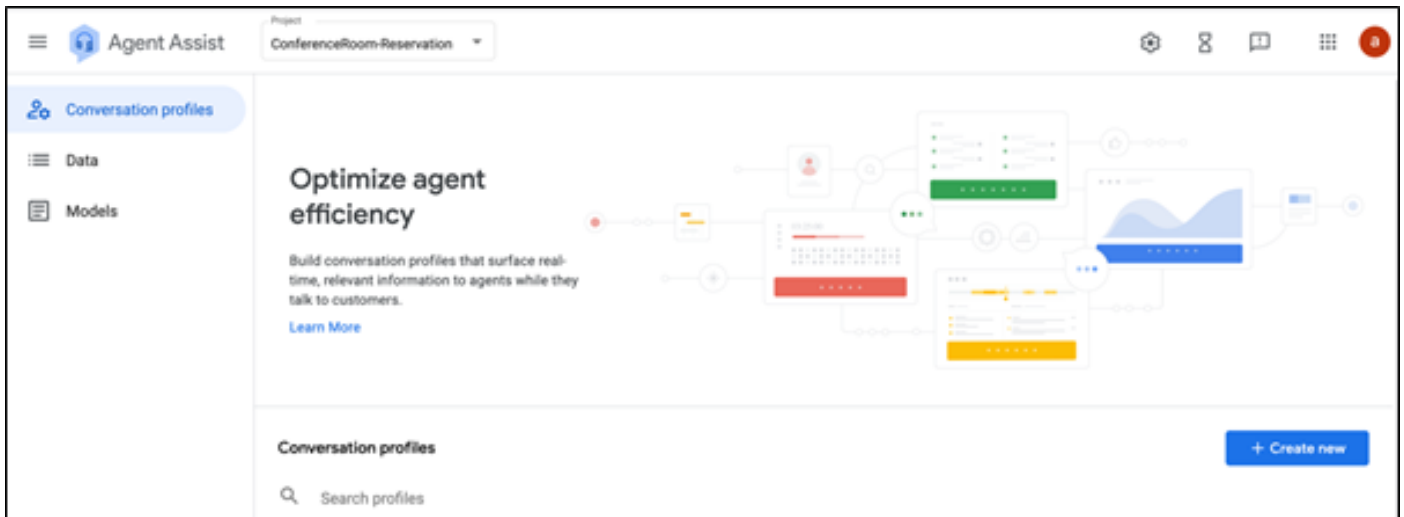 Agent Assist
Project
ConferenceRoom-Reservation
a
Conversation profiles
Data
Models
Optimize agent
efficiency
Build conversation profiles that surface real-
time, relevant information to agents while they
talk to customers.
Learn More
Conversation profiles
+ Create new
Search profiles